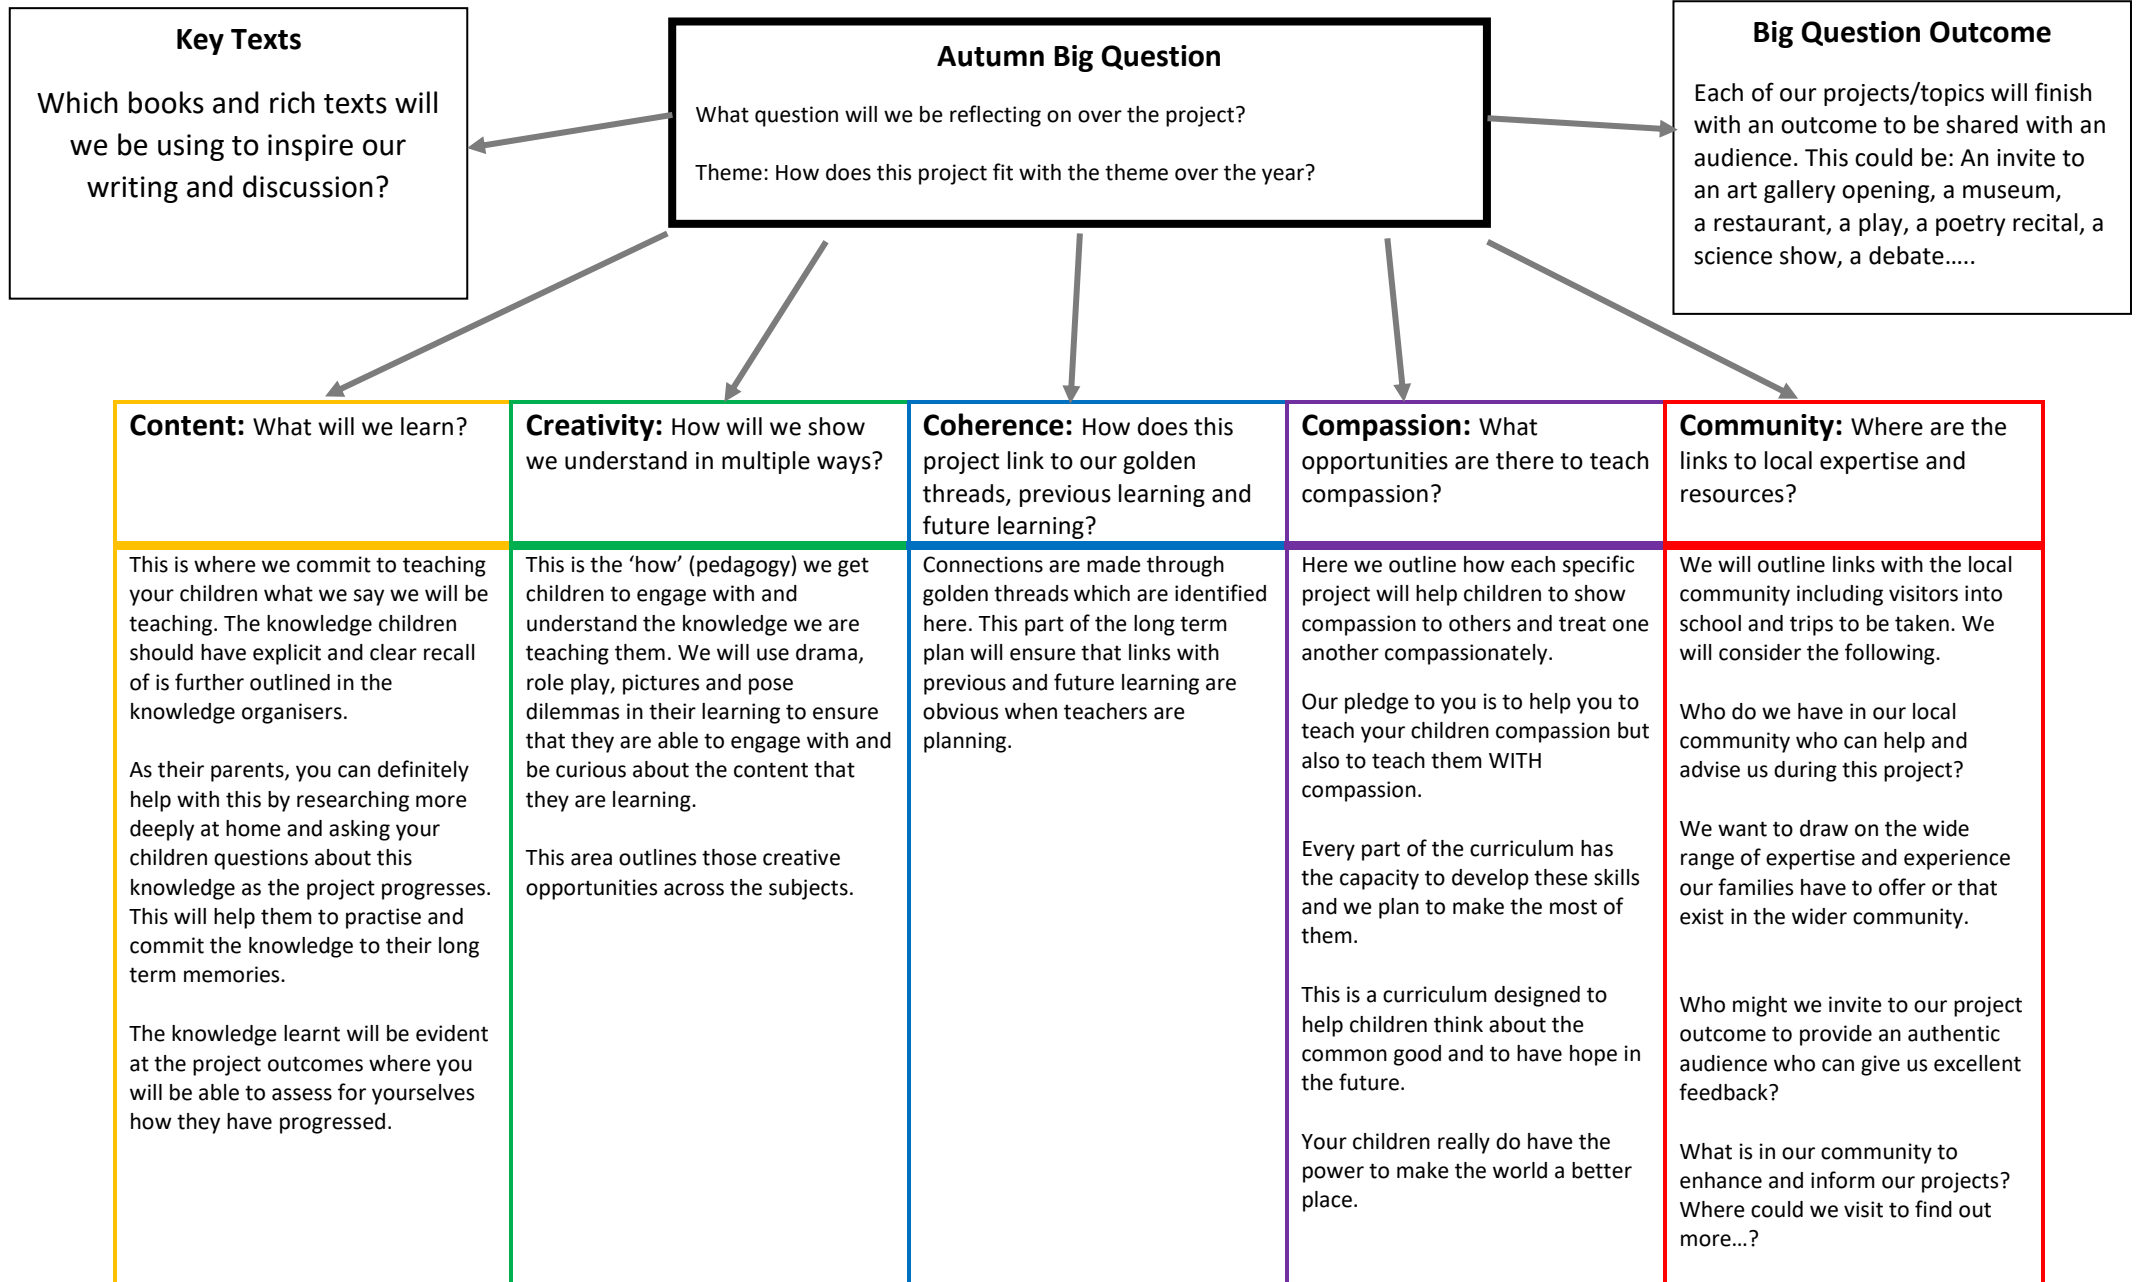 Key Texts
Which books and rich texts will
we be using to inspire our
writing and discussion?
Autumn Big Question
What question will we be reflecting on over the project?
Theme: How does this project fit with the theme over the year?
Big Question Outcome
Each of our projects/topics will finish
with an outcome to be shared with an
audience. This could be: An invite to
an art gallery opening, a museum,
a restaurant, a play, a poetry recital, a
science show, a debate…..
Content: What will we learn?
This is where we commit to teaching
your children what we say we will be
teaching. The knowledge children
should have explicit and clear recall
of is further outlined in the
knowledge organisers.
As their parents, you can definitely
help with this by researching more
deeply at home and asking your
children questions about this
knowledge as the project progresses.
This will help them to practise and
commit the knowledge to their long
term memories.
The knowledge learnt will be evident
at the project outcomes where you
will be able to assess for yourselves
how they have progressed.
Creativity: How will we show
we understand in multiple ways?
This is the ‘how’ (pedagogy) we get
children to engage with and
understand the knowledge we are
teaching them. We will use drama,
role play, pictures and pose
dilemmas in their learning to ensure
that they are able to engage with and
be curious about the content that
they are learning.
This area outlines those creative
opportunities across the subjects.
Coherence: How does this
project link to our golden
threads, previous learning and
future learning?
Connections are made through
golden threads which are identified
here. This part of the long term
plan will ensure that links with
previous and future learning are
obvious when teachers are
planning.
Compassion: What
opportunities are there to teach
compassion?
Here we outline how each specific
project will help children to show
compassion to others and treat one
another compassionately.
Our pledge to you is to help you to
teach your children compassion but
also to teach them WITH
compassion.
Every part of the curriculum has
the capacity to develop these skills
and we plan to make the most of
them.
This is a curriculum designed to
help children think about the
common good and to have hope in
the future.
Your children really do have the
power to make the world a better
place.
Community: Where are the
links to local expertise and
resources?
We will outline links with the local
community including visitors into
school and trips to be taken. We
will consider the following.
Who do we have in our local
community who can help and
advise us during this project?
We want to draw on the wide
range of expertise and experience
our families have to offer or that
exist in the wider community.
Who might we invite to our project
outcome to provide an authentic
audience who can give us excellent
feedback?
What is in our community to
enhance and inform our projects?
Where could we visit to find out
more…?